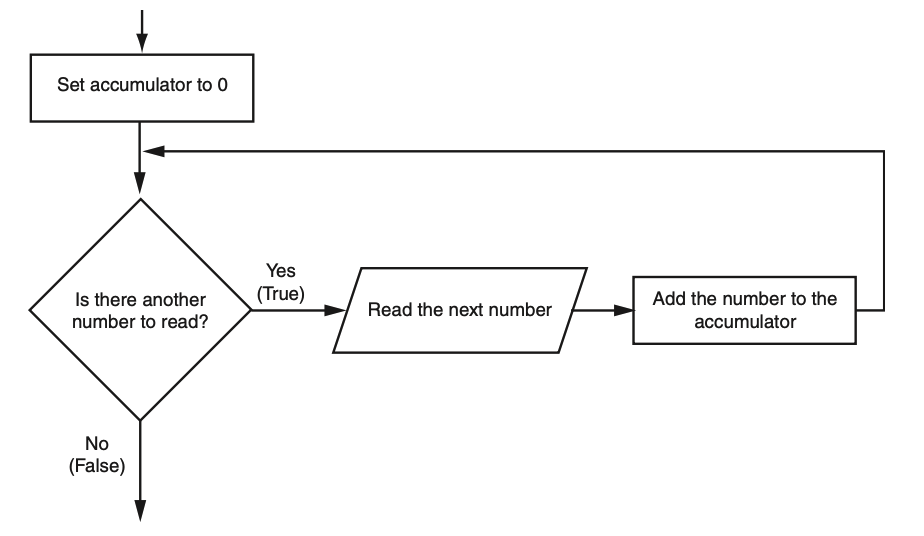 Set accumulator to 0
Is there another
number to read?
Yes
(True)
Read the next number
Add the number to the
accumulator
No
(False)